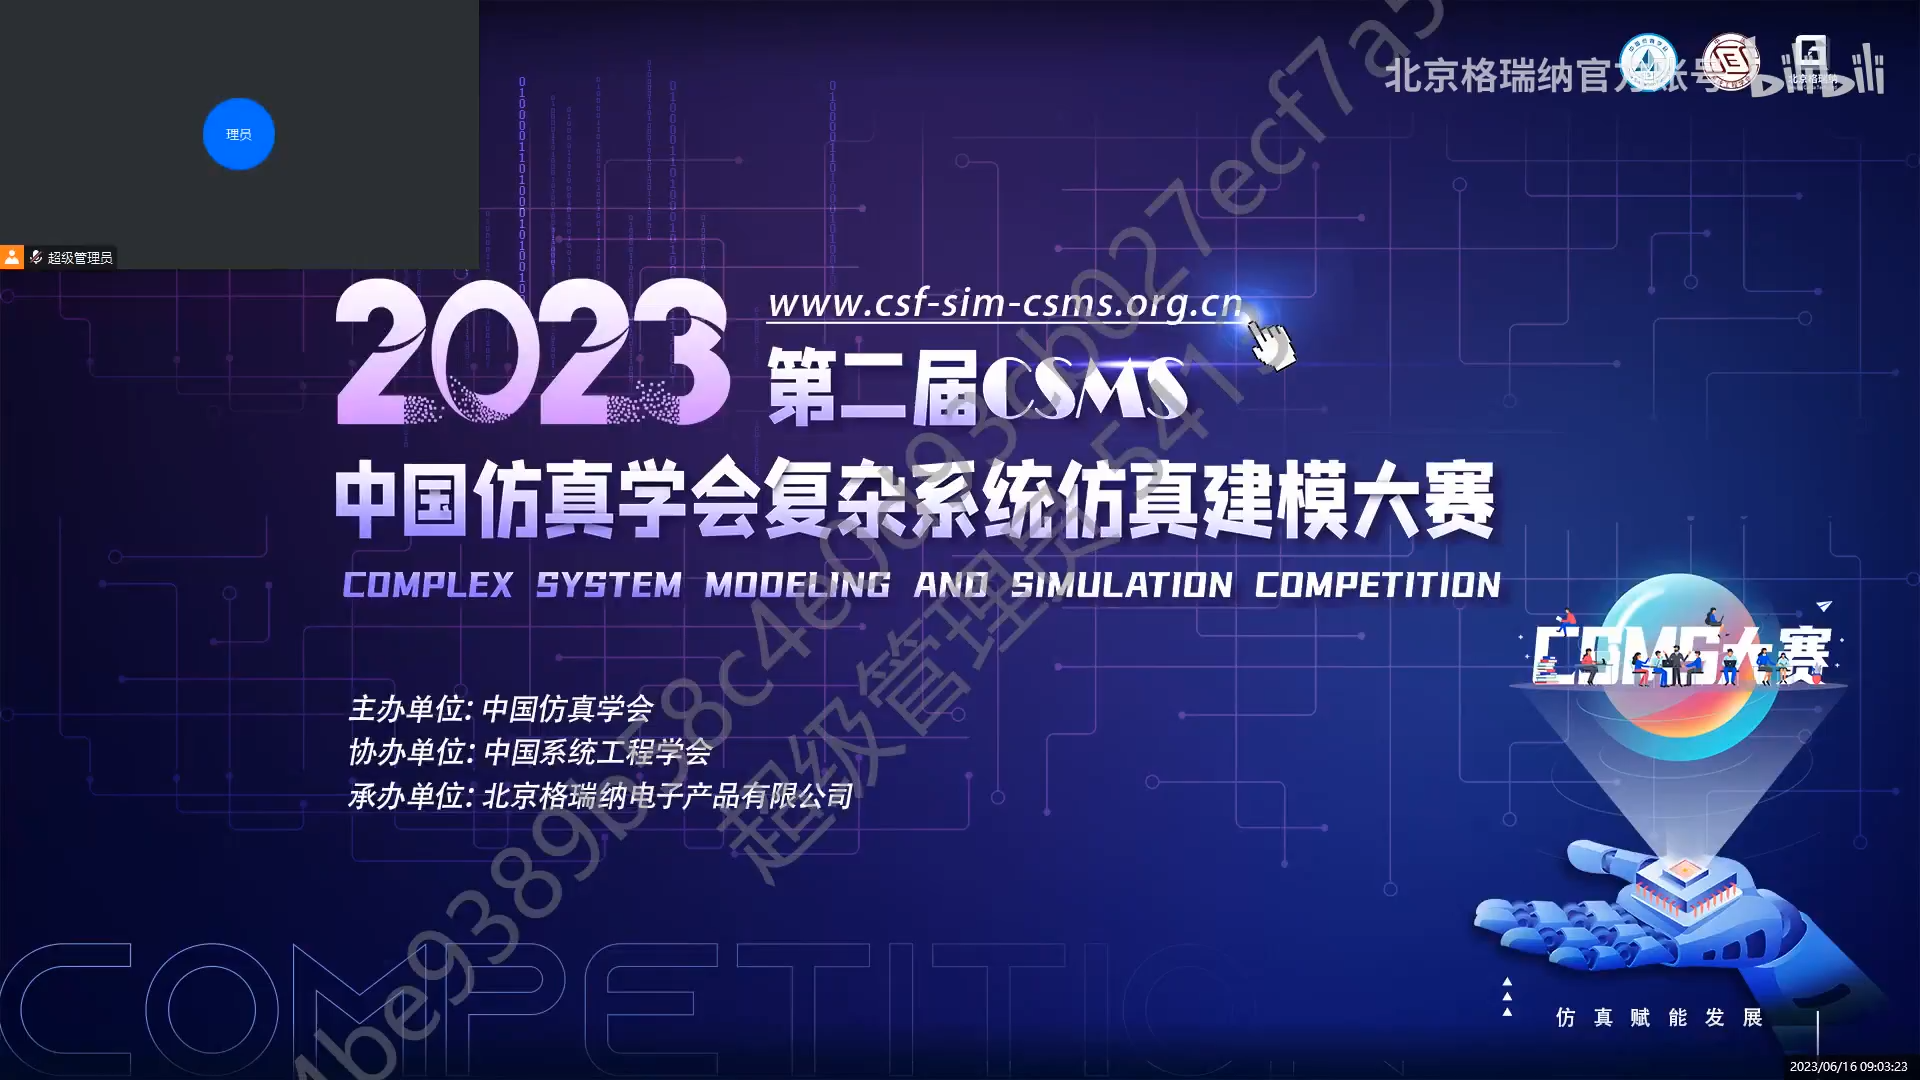 理员
超级管理员
北京格瑞纳官方账号
bilibili
www.csf-sim-csms.org.cn
2023
第二届CSMS
中国仿真学会复杂系统仿真建模大赛
COMPLEX SYSTEM MODELING AND SIMULATION COMPETITION
CSMS大赛
主办单位: 中国仿真学会
协办单位: 中国系统工程学会
承办单位: 北京格瑞纳电子产品有限公司
超级管理员
COMPETITION
仿真赋能发展
2023/06/16 09:03:23